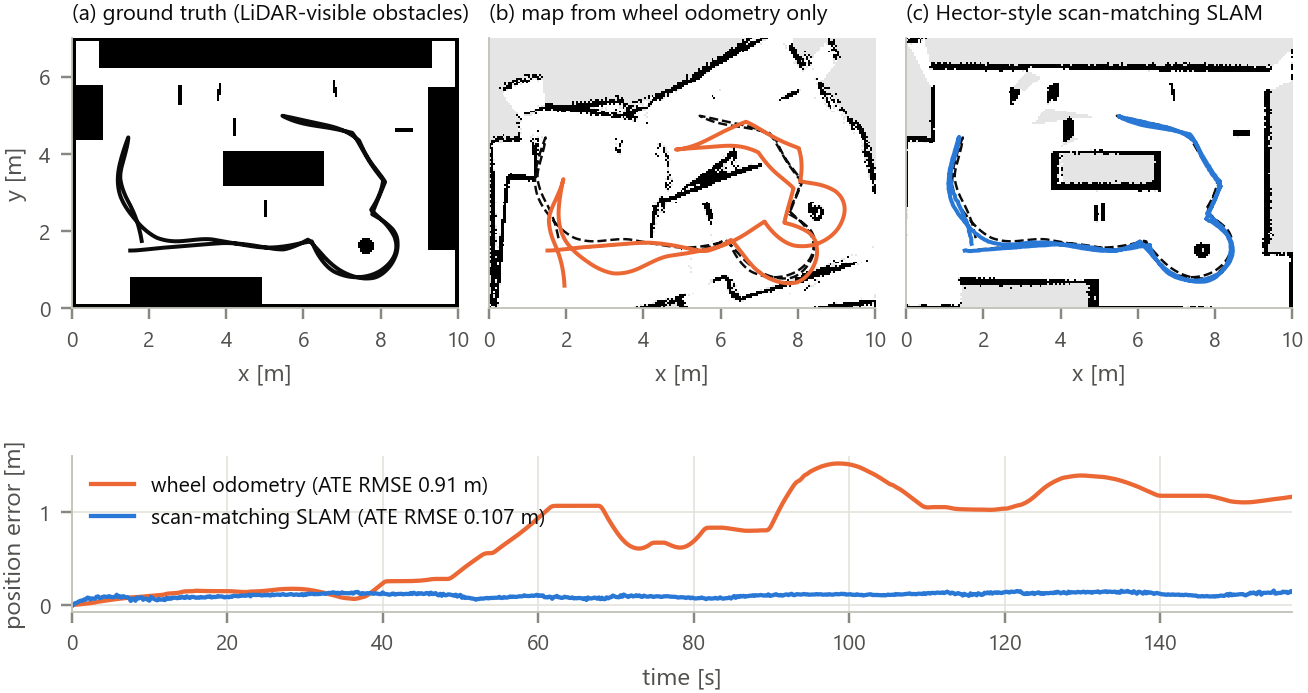 (a) ground truth (LiDAR-visible obstacles)
(b) map from wheel odometry only
(c) Hector-style scan-matching SLAM
y [m]
6
4
2
0
0 2 4 6 8 10
0 2 4 6 8 10
0 2 4 6 8 10
x [m]
x [m]
x [m]
position error [m]
1
0
wheel odometry (ATE RMSE 0.91 m)
scan-matching SLAM (ATE RMSE 0.107 m)
0 20 40 60 80 100 120 140
time [s]